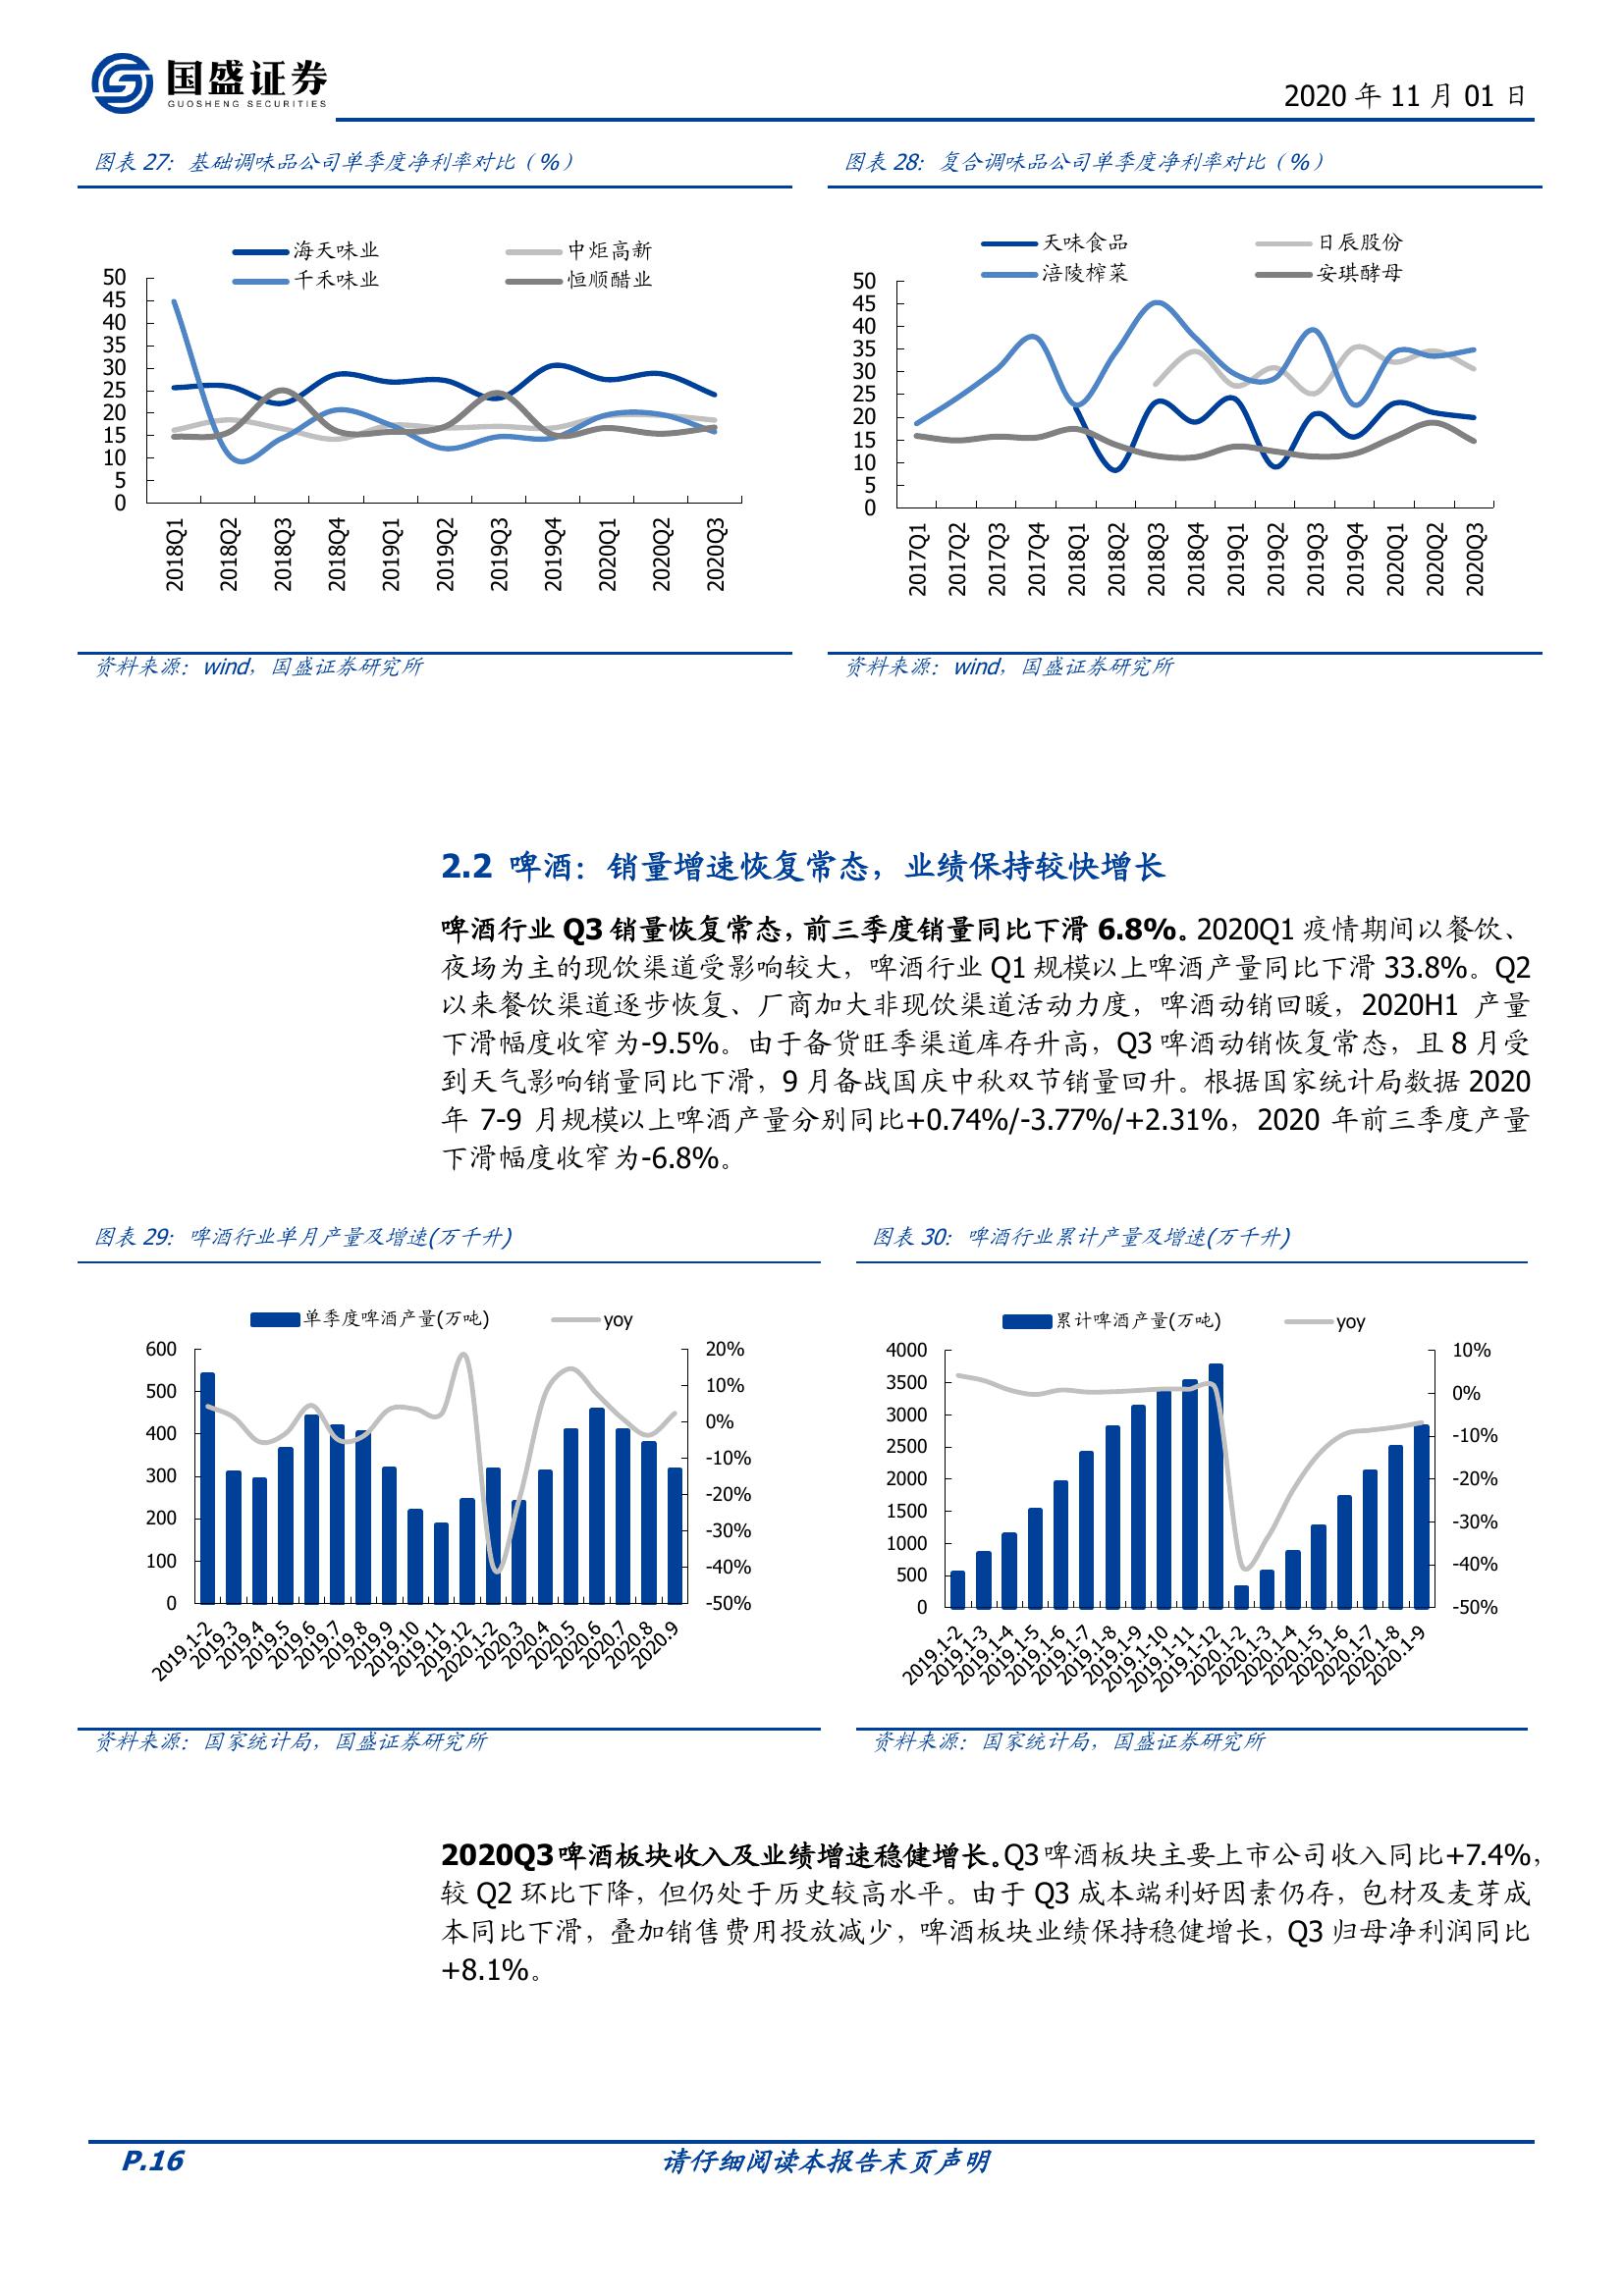 国盛证券
GUOSHENG SECURITIES
2020 年 11 月 01 日
图表 27：基础调味品公司单季度净利率对比（%）
海天味业
中炬高新
千禾味业
恒顺醋业
50
45
40
35
30
25
20
15
10
5
0
2018Q1
2018Q2
2018Q3
2018Q4
2019Q1
2019Q2
2019Q3
2019Q4
2020Q1
2020Q2
2020Q3
资料来源：wind，国盛证券研究所
图表 28：复合调味品公司单季度净利率对比（%）
天味食品
日辰股份
涪陵榨菜
安琪酵母
50
45
40
35
30
25
20
15
10
5
0
2017Q1
2017Q2
2017Q3
2017Q4
2018Q1
2018Q2
2018Q3
2018Q4
2019Q1
2019Q2
2019Q3
2019Q4
2020Q1
2020Q2
2020Q3
资料来源：wind，国盛证券研究所
2.2 啤酒：销量增速恢复常态，业绩保持较快增长
啤酒行业 Q3 销量恢复常态，前三季度销量同比下滑 6.8%。2020Q1 疫情期间以餐饮、
夜场为主的现饮渠道受影响较大，啤酒行业 Q1 规模以上啤酒产量同比下滑 33.8%。Q2
以来餐饮渠道逐步恢复、厂商加大非现饮渠道活动力度，啤酒动销回暖，2020H1 产量
下滑幅度收窄为-9.5%。由于备货旺季渠道库存升高，Q3 啤酒动销恢复常态，且 8 月受
到天气影响销量同比下滑，9 月备战国庆中秋双节销量回升。根据国家统计局数据 2020
年 7-9 月规模以上啤酒产量分别同比+0.74%/-3.77%/+2.31%，2020 年前三季度产量
下滑幅度收窄为-6.8%。
图表 29：啤酒行业单月产量及增速(万千升)
单季度啤酒产量(万吨)
yoy
600
500
400
300
200
100
0
20%
10%
0%
-10%
-20%
-30%
-40%
-50%
2019.1-2
2019.3
2019.4
2019.5
2019.6
2019.7
2019.8
2019.9
2019.10
2019.11
2019.12
2020.1-2
2020.3
2020.4
2020.5
2020.6
2020.7
2020.8
2020.9
资料来源：国家统计局，国盛证券研究所
图表 30：啤酒行业累计产量及增速(万千升)
累计啤酒产量(万吨)
yoy
4000
3500
3000
2500
2000
1500
1000
500
0
10%
0%
-10%
-20%
-30%
-40%
-50%
2019.1-2
2019.1-3
2019.1-4
2019.1-5
2019.1-6
2019.1-7
2019.1-8
2019.1-9
2019.1-10
2019.1-11
2019.1-12
2020.1-2
2020.1-3
2020.1-4
2020.1-5
2020.1-6
2020.1-7
2020.1-8
2020.1-9
资料来源：国家统计局，国盛证券研究所
2020Q3 啤酒板块收入及业绩增速稳健增长。Q3 啤酒板块主要上市公司收入同比+7.4%，
较 Q2 环比下降，但仍处于历史较高水平。由于 Q3 成本端利好因素仍存，包材及麦芽成
本同比下滑，叠加销售费用投放减少，啤酒板块业绩保持稳健增长，Q3 归母净利润同比
+8.1%。
P.16
请仔细阅读本报告末页声明